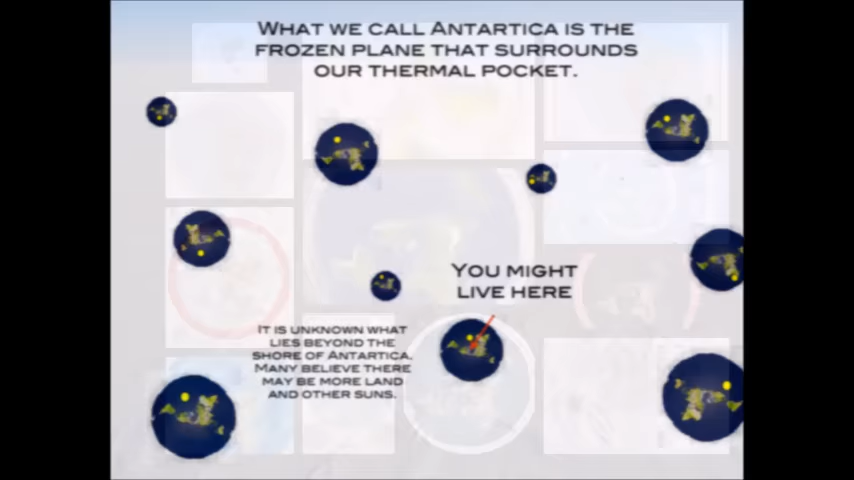 What we call Antartica is the
frozen plane that surrounds
our thermal pocket.
You might
live here
It is unknown what
lies beyond the
shore of Antartica.
Many believe there
may be more land
and other suns.